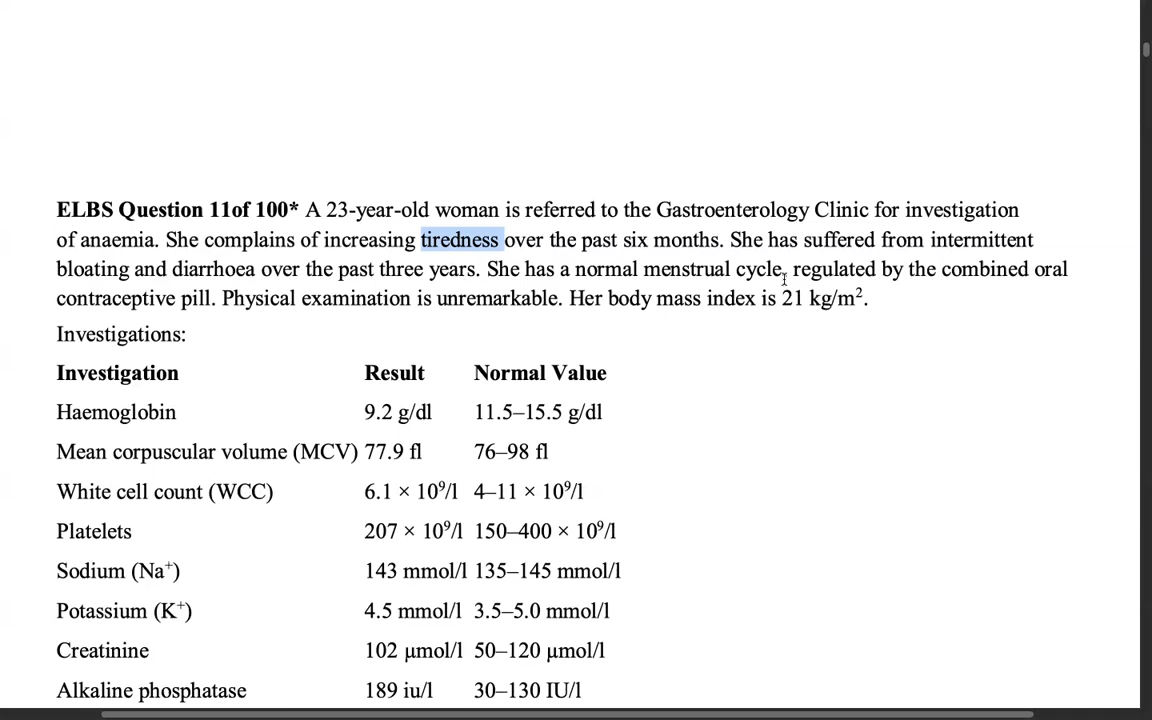 ELBS Question 11of 100* A 23-year-old woman is referred to the Gastroenterology Clinic for investigation
of anaemia. She complains of increasing tiredness over the past six months. She has suffered from intermittent
bloating and diarrhoea over the past three years. She has a normal menstrual cycle, regulated by the combined oral
contraceptive pill. Physical examination is unremarkable. Her body mass index is 21 kg/m².
Investigations:
Investigation Result Normal Value
Haemoglobin 9.2 g/dl 11.5–15.5 g/dl
Mean corpuscular volume (MCV) 77.9 fl 76–98 fl
White cell count (WCC) 6.1 × 10⁹/l 4–11 × 10⁹/l
Platelets 207 × 10⁹/l 150–400 × 10⁹/l
Sodium (Na⁺) 143 mmol/l 135–145 mmol/l
Potassium (K⁺) 4.5 mmol/l 3.5–5.0 mmol/l
Creatinine 102 µmol/l 50–120 µmol/l
Alkaline phosphatase 189 iu/l 30–130 IU/l